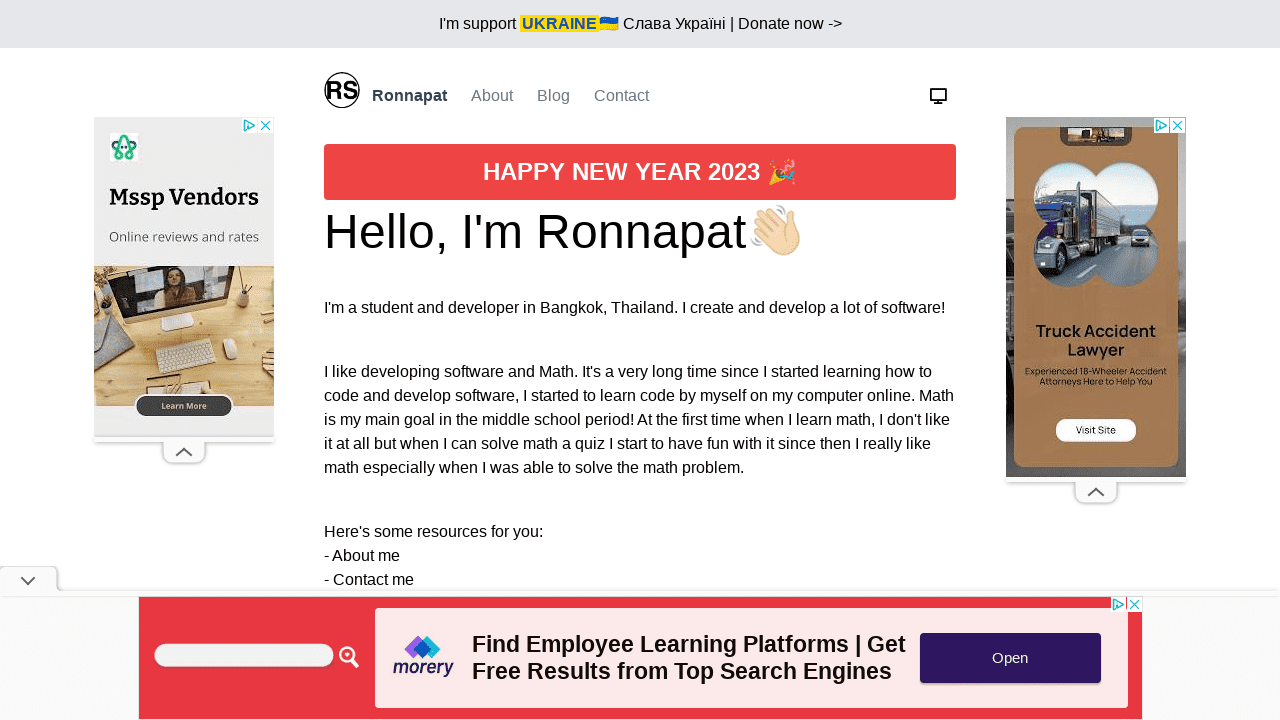 I'm support UKRAINE🇺🇦 Слава Україні | Donate now ->
RS
Ronnapat
About
Blog
Contact
HAPPY NEW YEAR 2023 🎉
Hello, I'm Ronnapat👋🏼
I'm a student and developer in Bangkok, Thailand. I create and develop a lot of software!
I like developing software and Math. It's a very long time since I started learning how to
code and develop software, I started to learn code by myself on my computer online. Math
is my main goal in the middle school period! At the first time when I learn math, I don't like
it at all but when I can solve math a quiz I start to have fun with it since then I really like
math especially when I was able to solve the math problem.
Here's some resources for you:
- About me
- Contact me
Mssp Vendors
Online reviews and rates
Learn More
Truck Accident
Lawyer
Experienced 18-Wheeler Accident
Attorneys Here to Help You
Visit Site
morery
Find Employee Learning Platforms | Get
Free Results from Top Search Engines
Open